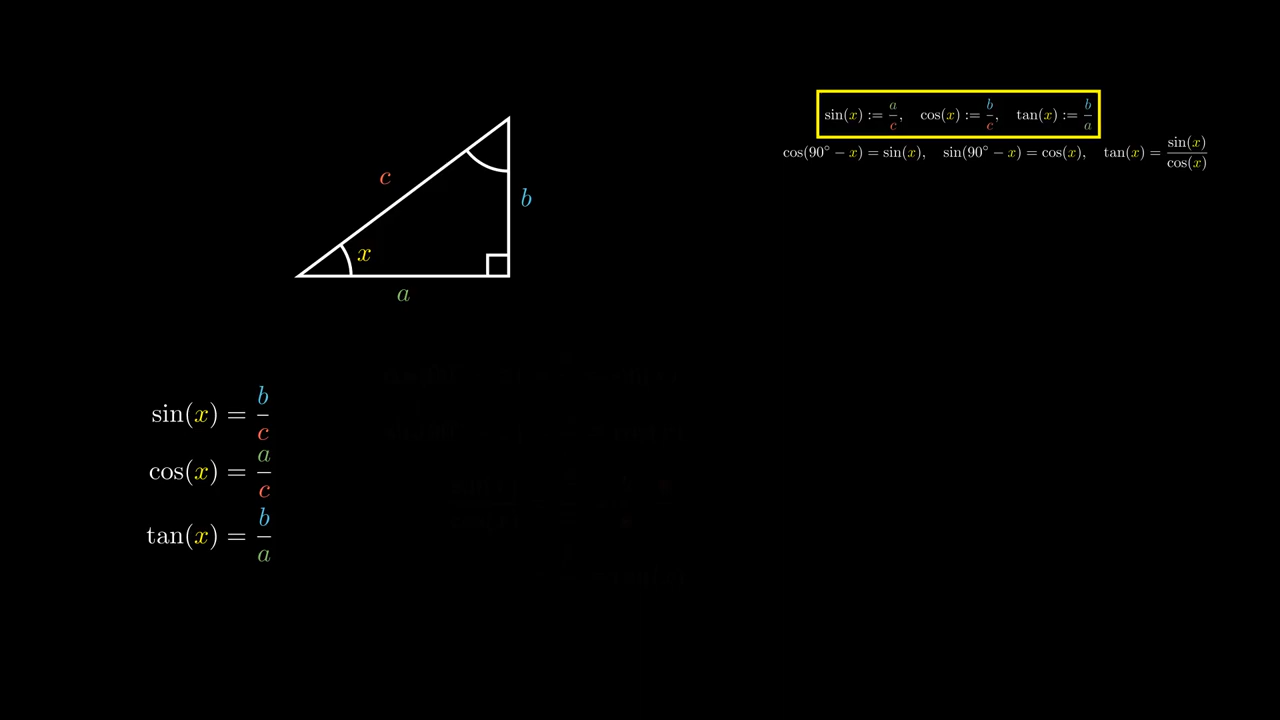 sin(x) := a/c, cos(x) := b/c, tan(x) := b/a
cos(90° − x) = sin(x), sin(90° − x) = cos(x), tan(x) = sin(x)/cos(x)
c
b
x
a
sin(x) = b/c
cos(x) = a/c
tan(x) = b/a